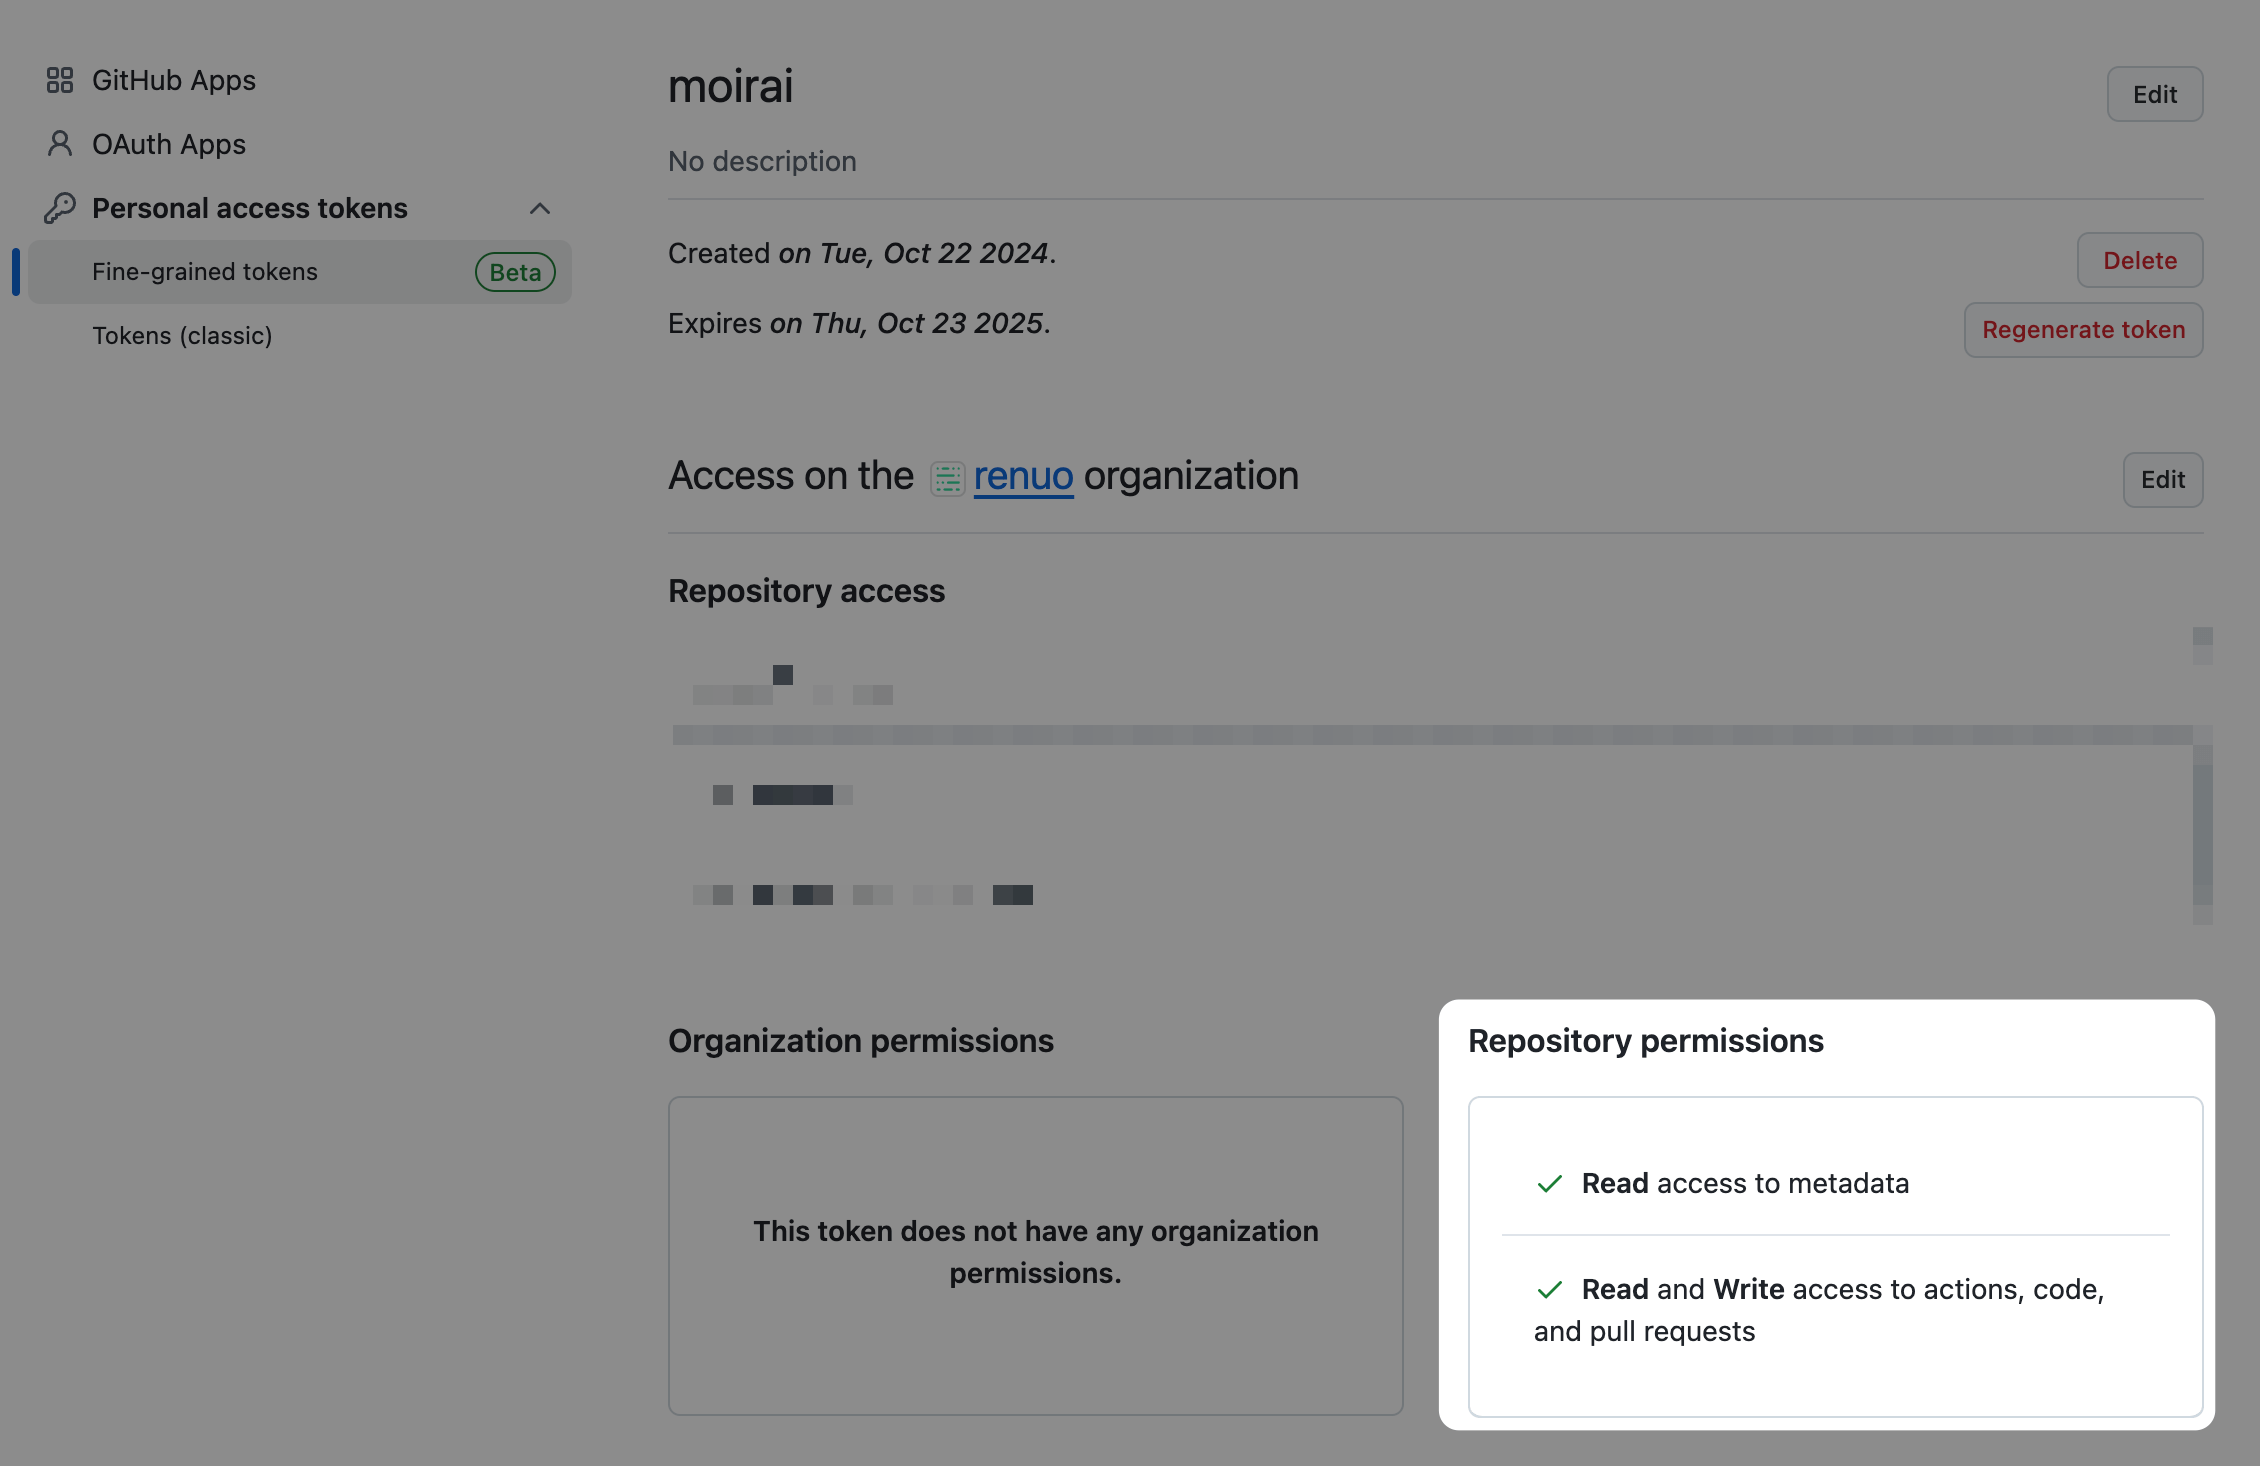 GitHub Apps
OAuth Apps
Personal access tokens
Fine-grained tokens Beta
Tokens (classic)
moirai
Edit
No description
Created on Tue, Oct 22 2024.
Delete
Expires on Thu, Oct 23 2025.
Regenerate token
Access on the renuo organization
Edit
Repository access
Organization permissions
This token does not have any organization
permissions.
Repository permissions
Read access to metadata
Read and Write access to actions, code,
and pull requests